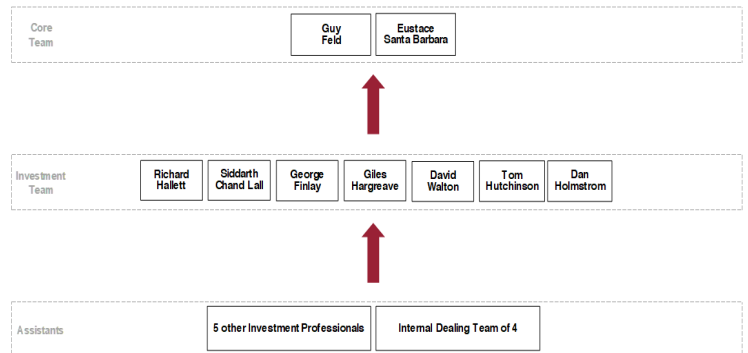 Core
Team
Guy
Feld
Eustace
Santa Barbara
Investment
Team
Richard
Hallett
Siddarth
Chand Lall
George
Finlay
Giles
Hargreave
David
Walton
Tom
Hutchinson
Dan
Holmstrom
Assistants
5 other Investment Professionals
Internal Dealing Team of 4